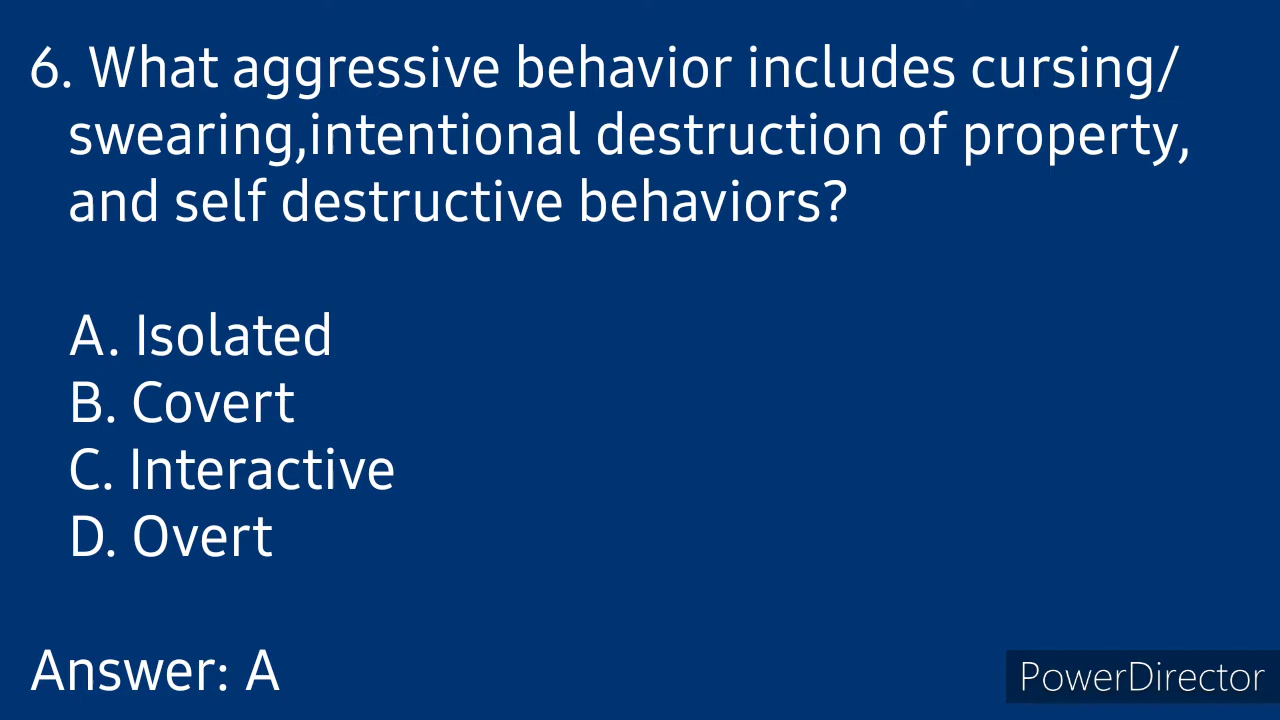 6. What aggressive behavior includes cursing/
swearing,intentional destruction of property,
and self destructive behaviors?
A. Isolated
B. Covert
C. Interactive
D. Overt
Answer: A
PowerDirector